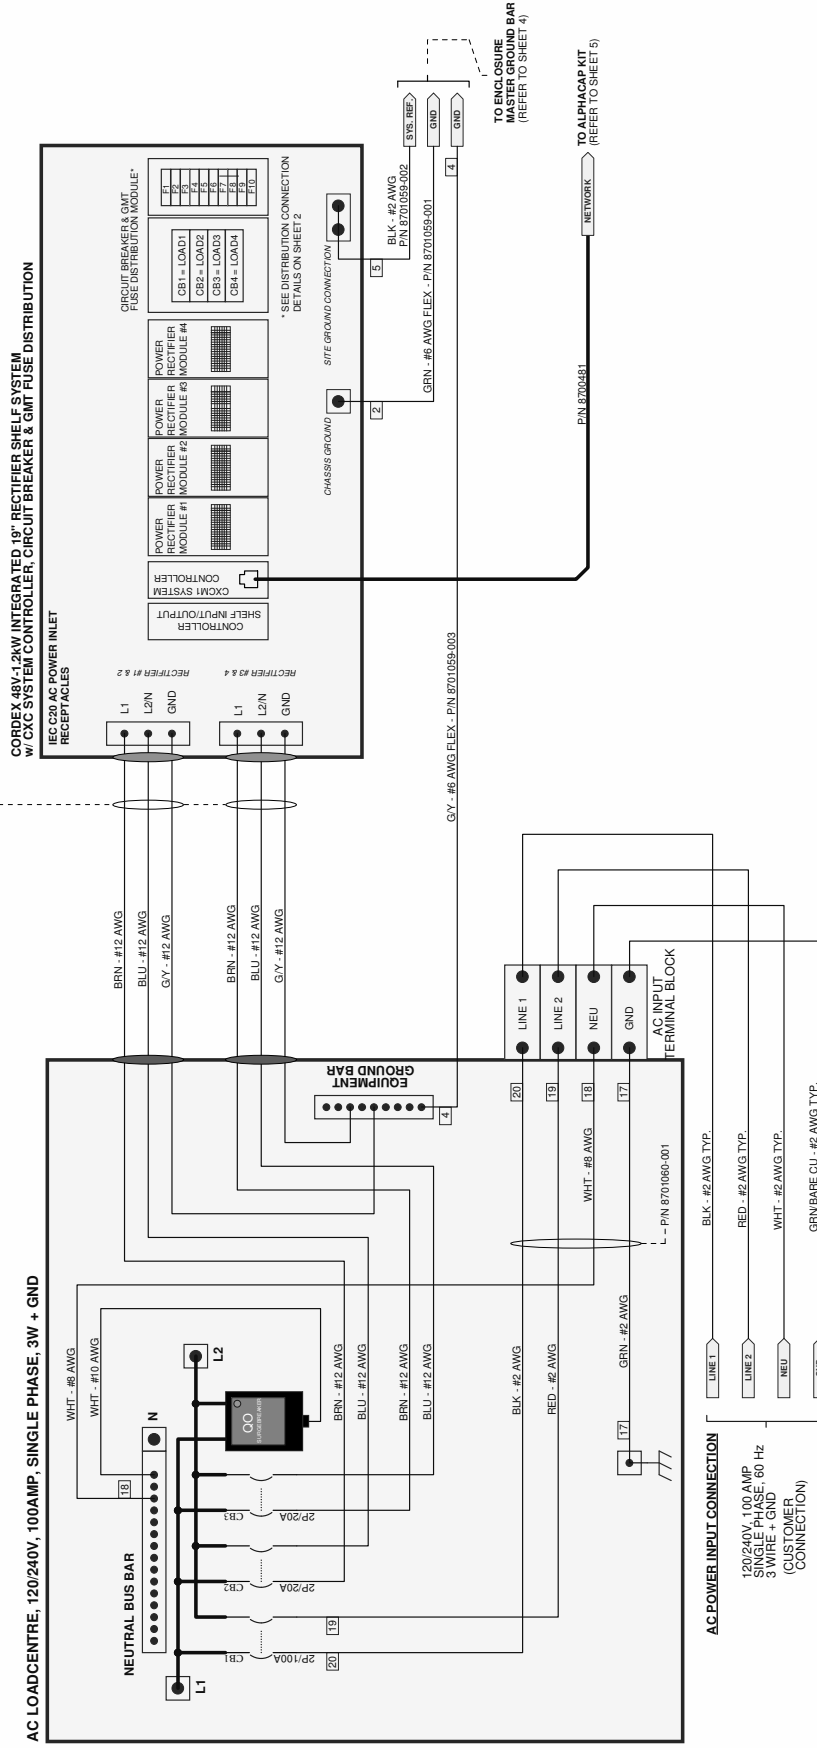 CORDEX 48V-1.2kW INTEGRATED 19" RECTIFIER SHELF SYSTEM
w/ CXC SYSTEM CONTROLLER, CIRCUIT BREAKER & GMT FUSE DISTRIBUTION
IEC C20 AC POWER INLET
RECEPTACLES
RECTIFIER #1 & 2
L1
L2/N
GND
RECTIFIER #3 & 4
L1
L2/N
GND
CONTROLLER
SHELF INPUT/OUTPUT
CXCM1 SYSTEM
CONTROLLER
POWER
RECTIFIER
MODULE #1
POWER
RECTIFIER
MODULE #2
POWER
RECTIFIER
MODULE #3
POWER
RECTIFIER
MODULE #4
CIRCUIT BREAKER & GMT
FUSE DISTRIBUTION MODULE*
CB1 = LOAD1
CB2 = LOAD2
CB3 = LOAD3
CB4 = LOAD4
F1
F2
F3
F4
F5
F6
F7
F8
F9
F10
* SEE DISTRIBUTION CONNECTION
DETAILS ON SHEET 2
CHASSIS GROUND
SITE GROUND CONNECTION
2
5
BLK - #2 AWG
P/N 8701059-002
GRN - #6 AWG FLEX - P/N 8701059-001
G/Y - #6 AWG FLEX - P/N 8701059-003
4
SYS. REF.
GND
GND
TO ENCLOSURE
MASTER GROUND BAR
(REFER TO SHEET 4)
P/N 8700481
NETWORK
TO ALPHACAP KIT
(REFER TO SHEET 5)
BRN - #12 AWG
BLU - #12 AWG
G/Y - #12 AWG
BRN - #12 AWG
BLU - #12 AWG
G/Y - #12 AWG
AC LOADCENTRE, 120/240V, 100AMP, SINGLE PHASE, 3W + GND
NEUTRAL BUS BAR
N
18
WHT - #8 AWG
WHT - #10 AWG
L1
L2
QO
SURGEBREAKER
CB1
2P/100A
CB2
2P/20A
CB3
2P/20A
20
19
BRN - #12 AWG
BLU - #12 AWG
BRN - #12 AWG
BLU - #12 AWG
EQUIPMENT
GROUND BAR
4
BLK - #2 AWG
RED - #2 AWG
WHT - #8 AWG
GRN - #2 AWG
17
P/N 8701060-001
20
19
18
17
LINE 1
LINE 2
NEU
GND
AC INPUT
TERMINAL BLOCK
BLK - #2 AWG TYP.
RED - #2 AWG TYP.
WHT - #2 AWG TYP.
GRN/BARE CU - #2 AWG TYP.
LINE 1
LINE 2
NEU
AC POWER INPUT CONNECTION
120/240V, 100 AMP
SINGLE PHASE, 60 Hz
3 WIRE + GND
(CUSTOMER
CONNECTION)